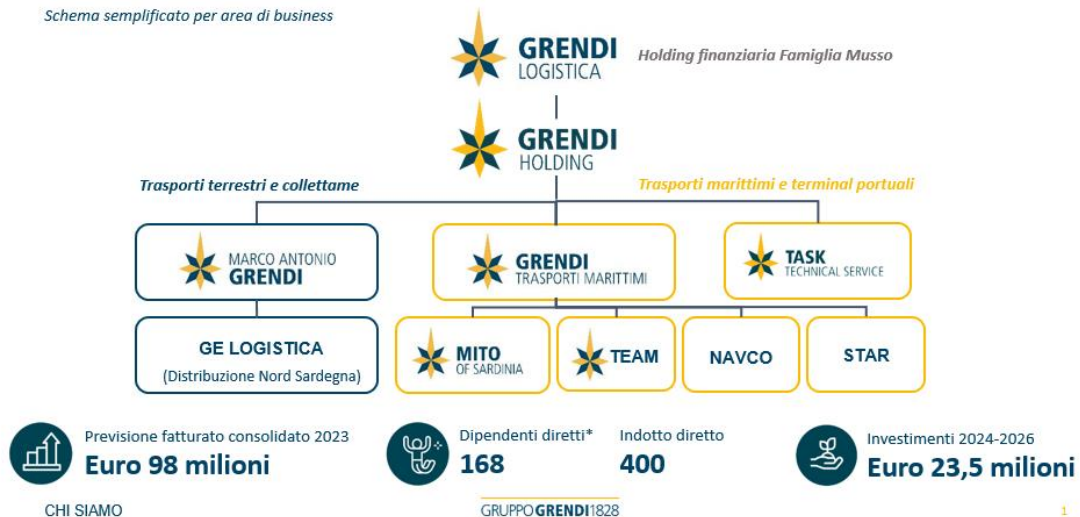 Schema semplificato per area di business
GRENDI
LOGISTICA
Holding finanziaria Famiglia Musso
GRENDI
HOLDING
Trasporti terrestri e collettame
Trasporti marittimi e terminal portuali
MARCO ANTONIO
GRENDI
GRENDI
TRASPORTI MARITTIMI
TASK
TECHNICAL SERVICE
GE LOGISTICA
(Distribuzione Nord Sardegna)
MITO
OF SARDINIA
TEAM
NAVCO
STAR
Previsione fatturato consolidato 2023
Euro 98 milioni
Dipendenti diretti*
168
Indotto diretto
400
Investimenti 2024-2026
Euro 23,5 milioni
CHI SIAMO
GRUPPO GRENDI1828
1